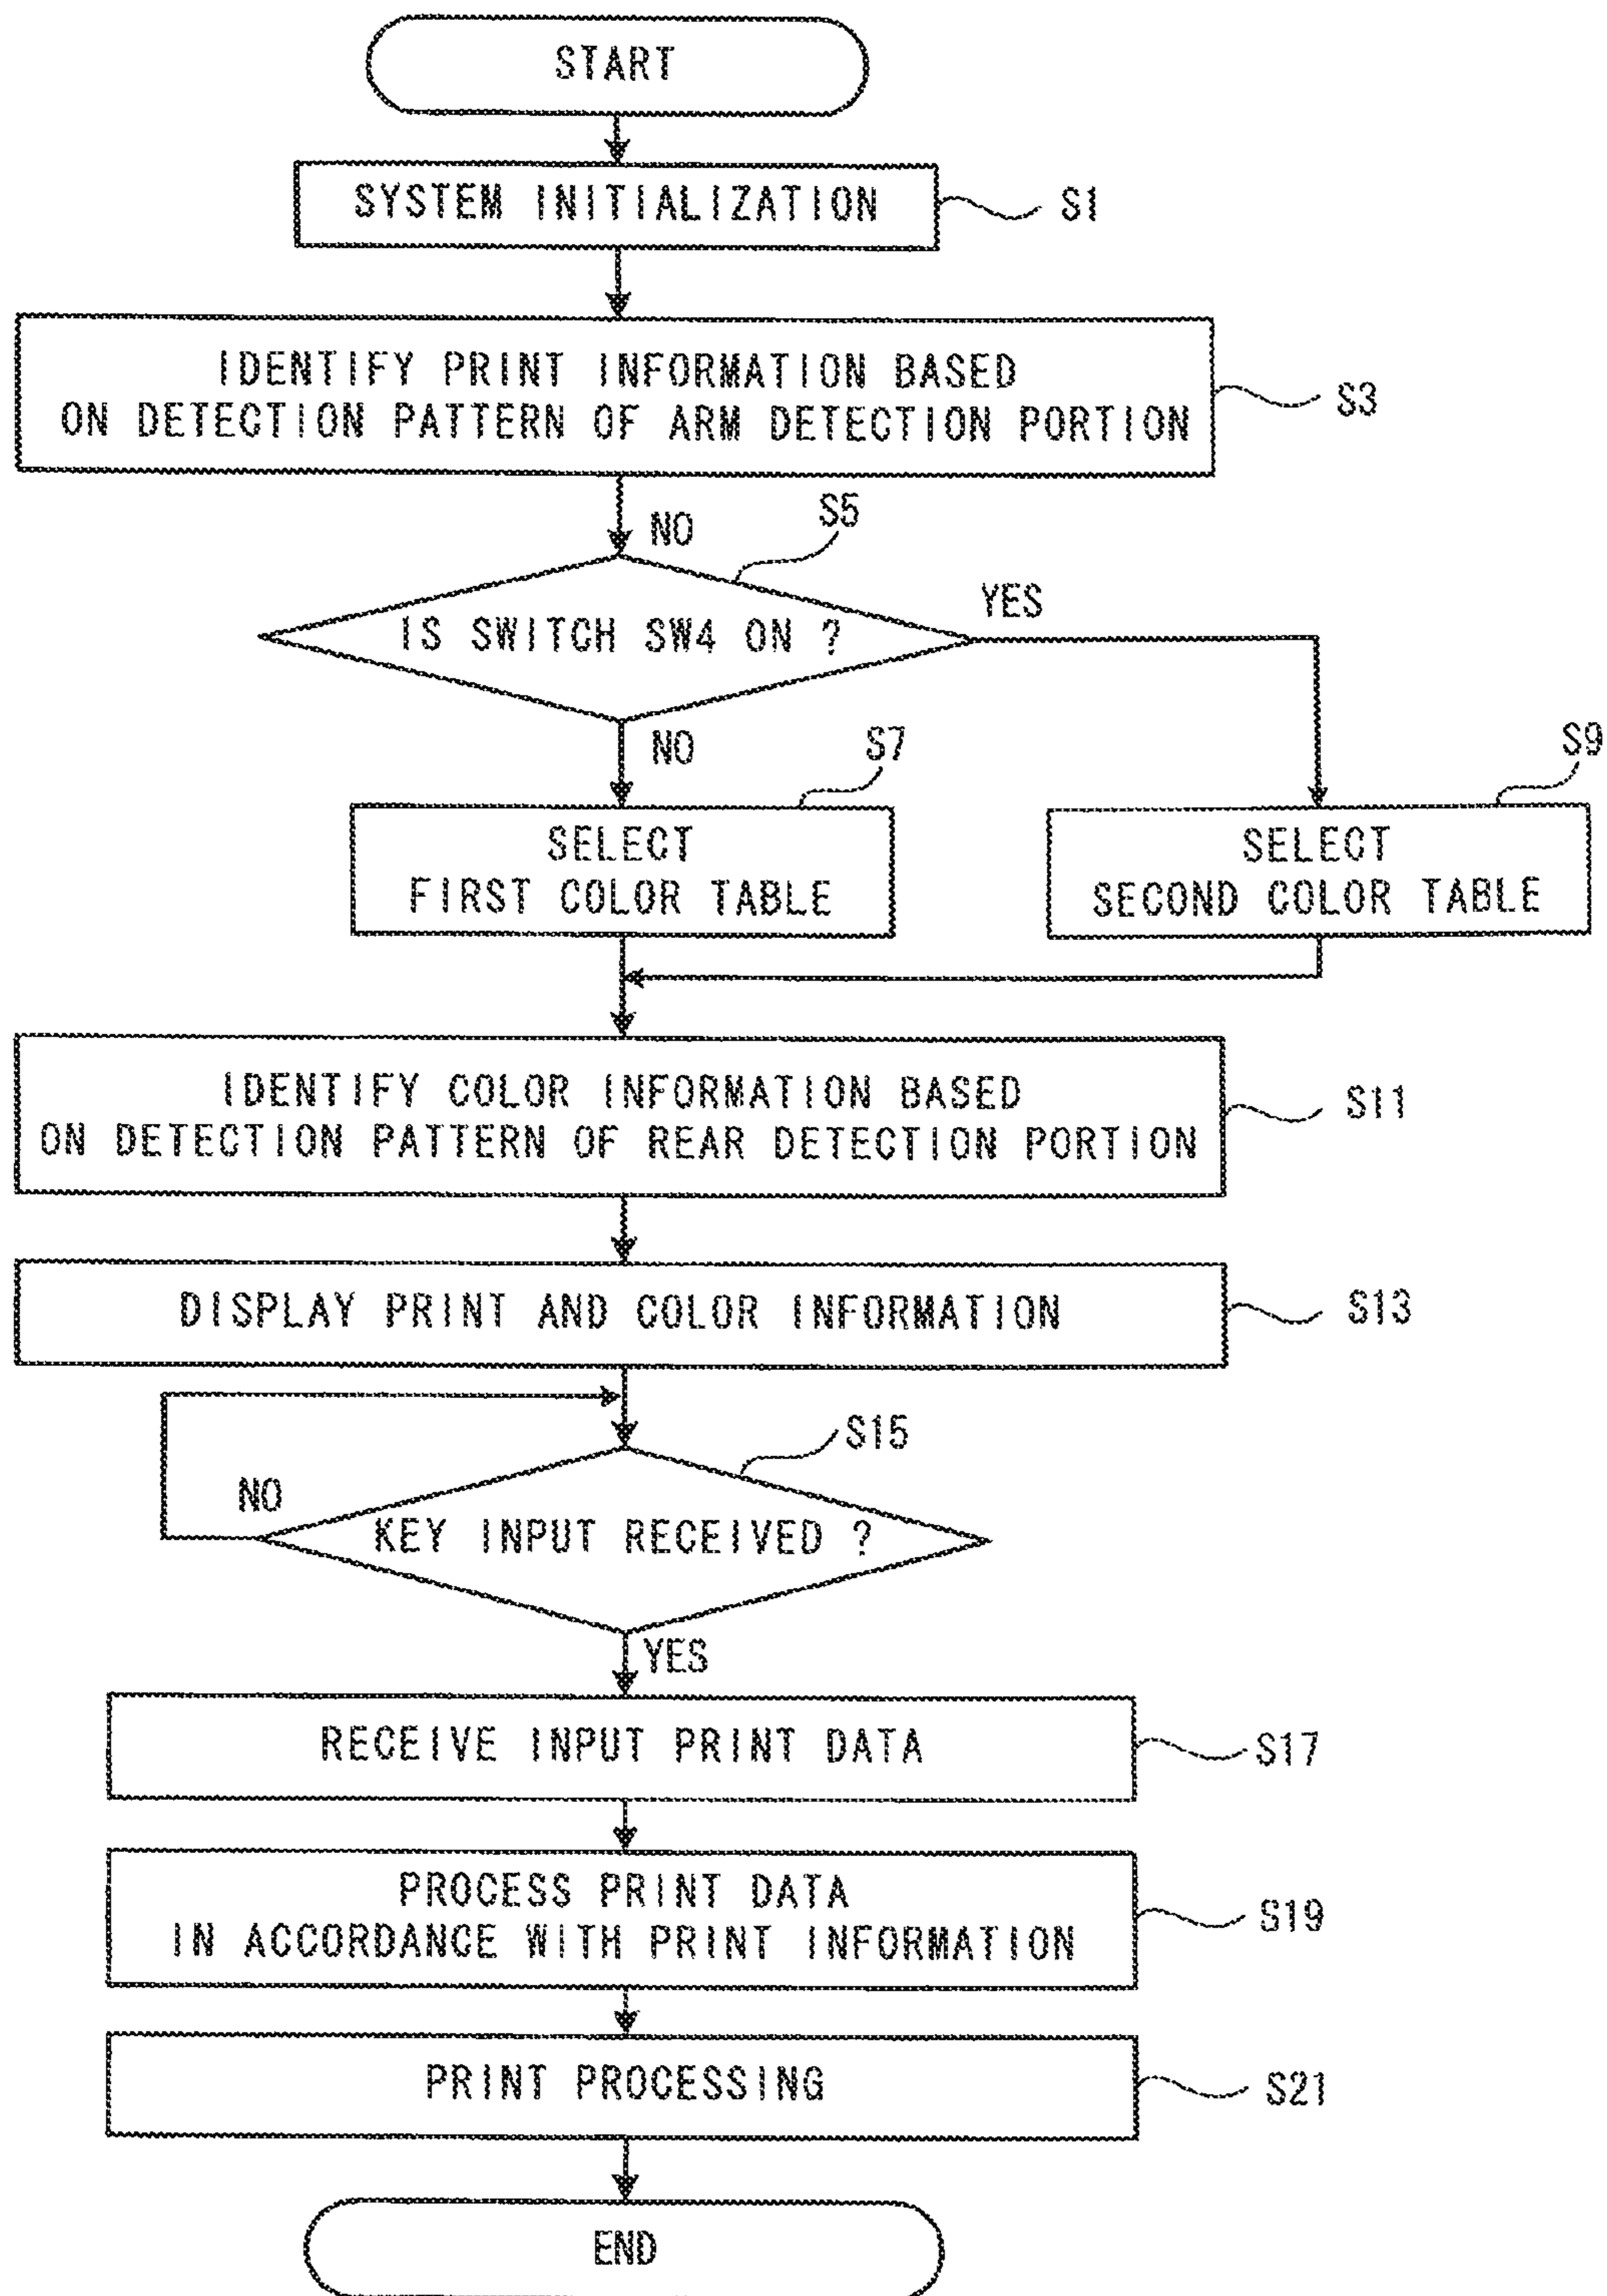 START
SYSTEM INITIALIZATION
S1
IDENTIFY PRINT INFORMATION BASED
ON DETECTION PATTERN OF ARM DETECTION PORTION
S3
NO
S5
IS SWITCH SW4 ON ?
YES
NO
S7
S9
SELECT
FIRST COLOR TABLE
SELECT
SECOND COLOR TABLE
IDENTIFY COLOR INFORMATION BASED
ON DETECTION PATTERN OF REAR DETECTION PORTION
S11
DISPLAY PRINT AND COLOR INFORMATION
S13
S15
NO
KEY INPUT RECEIVED ?
YES
RECEIVE INPUT PRINT DATA
S17
PROCESS PRINT DATA
IN ACCORDANCE WITH PRINT INFORMATION
S19
PRINT PROCESSING
S21
END